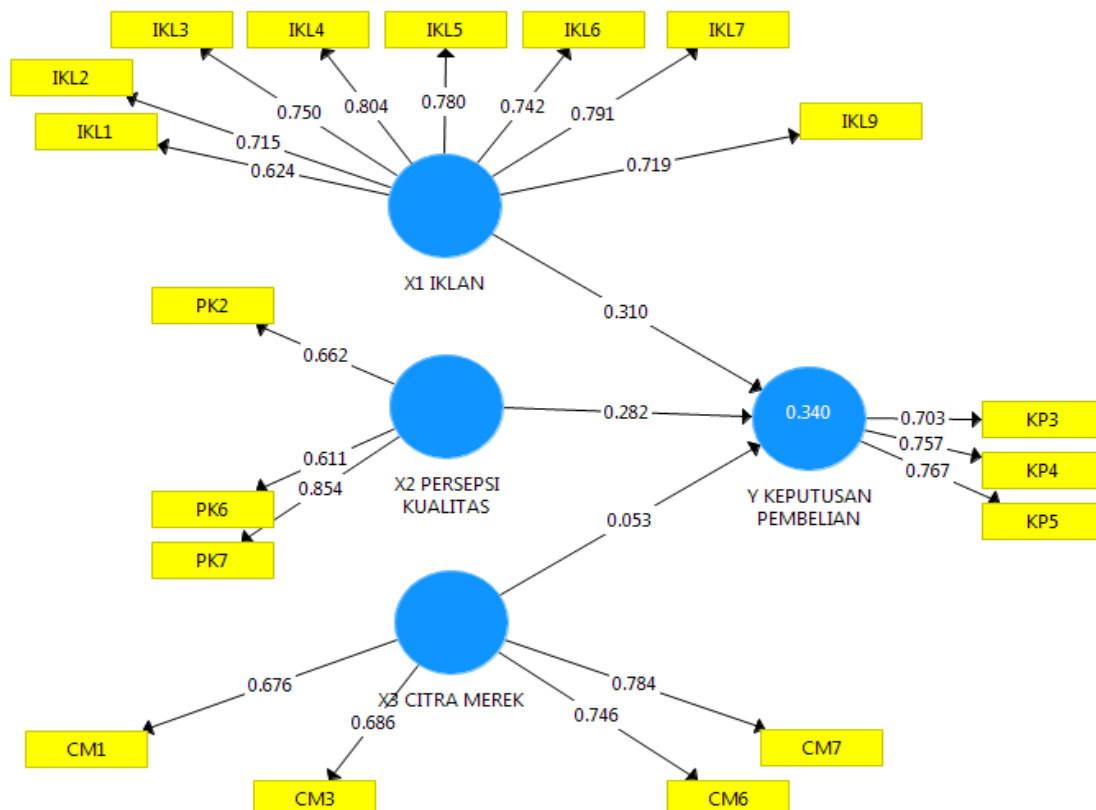 IKL3
IKL4
IKL5
IKL6
IKL7
IKL2
IKL1
IKL9
0.750
0.804
0.780
0.742
0.791
0.715
0.624
0.719
X1 IKLAN
0.310
PK2
0.662
0.282
0.611
0.854
PK6
PK7
X2 PERSEPSI
KUALITAS
0.340
0.703
0.757
0.767
KP3
KP4
KP5
Y KEPUTUSAN
PEMBELIAN
0.053
X3 CITRA MEREK
0.676
0.686
0.746
0.784
CM1
CM3
CM6
CM7